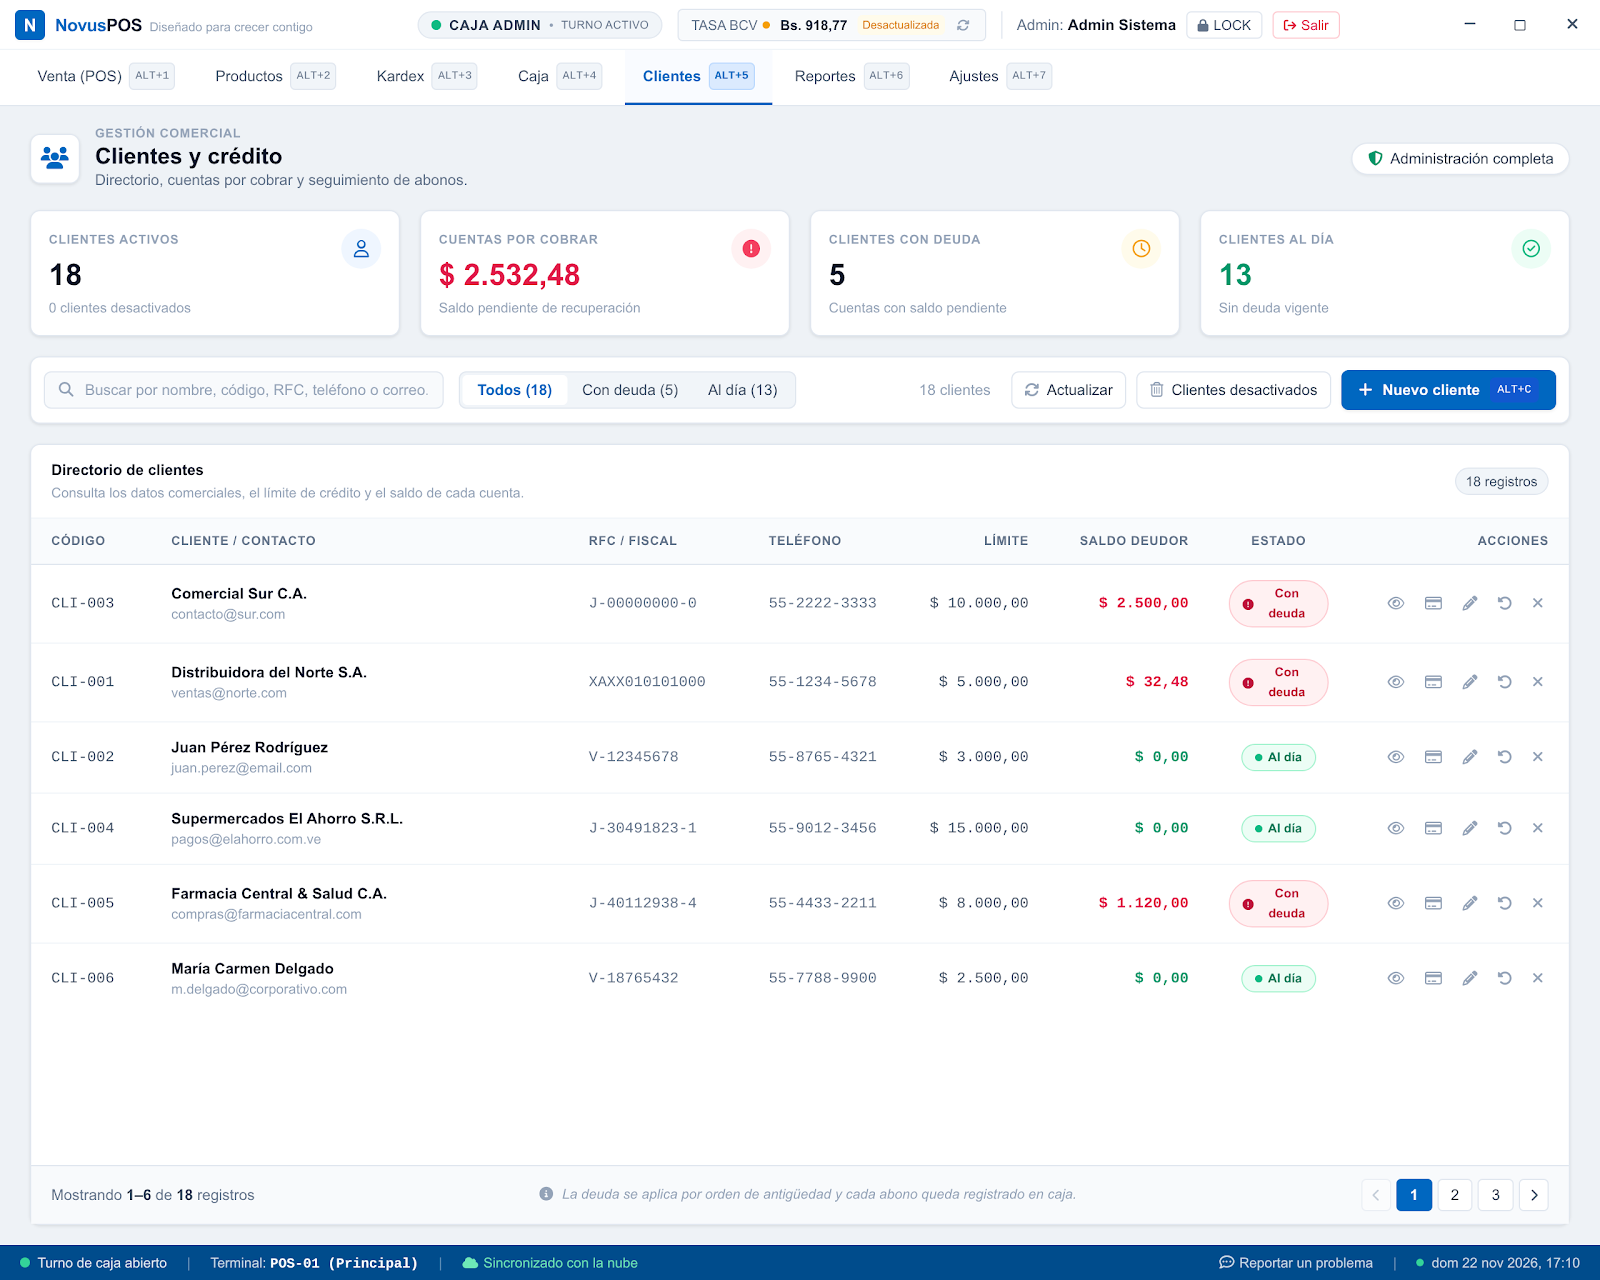 N NovusPOS Diseñado para crecer contigo CAJA ADMIN • TURNO ACTIVO TASA BCV Bs. 918,77 Desactualizada Admin: Admin Sistema LOCK Salir
Venta (POS) ALT+1 Productos ALT+2 Kardex ALT+3 Caja ALT+4 Clientes ALT+5 Reportes ALT+6 Ajustes ALT+7
GESTIÓN COMERCIAL
Clientes y crédito
Directorio, cuentas por cobrar y seguimiento de abonos.
Administración completa
CLIENTES ACTIVOS
18
0 clientes desactivados
CUENTAS POR COBRAR
$ 2.532,48
Saldo pendiente de recuperación
CLIENTES CON DEUDA
5
Cuentas con saldo pendiente
CLIENTES AL DÍA
13
Sin deuda vigente
Buscar por nombre, código, RFC, teléfono o correo. Todos (18) Con deuda (5) Al día (13) 18 clientes Actualizar Clientes desactivados + Nuevo cliente ALT+C
Directorio de clientes
Consulta los datos comerciales, el límite de crédito y el saldo de cada cuenta.
18 registros
CÓDIGO CLIENTE / CONTACTO RFC / FISCAL TELÉFONO LÍMITE SALDO DEUDOR ESTADO ACCIONES
CLI-003 Comercial Sur C.A. J-00000000-0 55-2222-3333 $ 10.000,00 $ 2.500,00 Con deuda
contacto@sur.com
CLI-001 Distribuidora del Norte S.A. XAXX010101000 55-1234-5678 $ 5.000,00 $ 32,48 Con deuda
ventas@norte.com
CLI-002 Juan Pérez Rodríguez V-12345678 55-8765-4321 $ 3.000,00 $ 0,00 Al día
juan.perez@email.com
CLI-004 Supermercados El Ahorro S.R.L. J-30491823-1 55-9012-3456 $ 15.000,00 $ 0,00 Al día
pagos@elahorro.com.ve
CLI-005 Farmacia Central & Salud C.A. J-40112938-4 55-4433-2211 $ 8.000,00 $ 1.120,00 Con deuda
compras@farmaciacentral.com
CLI-006 María Carmen Delgado V-18765432 55-7788-9900 $ 2.500,00 $ 0,00 Al día
m.delgado@corporativo.com
Mostrando 1–6 de 18 registros La deuda se aplica por orden de antigüedad y cada abono queda registrado en caja. 1 2 3
Turno de caja abierto | Terminal: POS-01 (Principal) | Sincronizado con la nube Reportar un problema | dom 22 nov 2026, 17:10